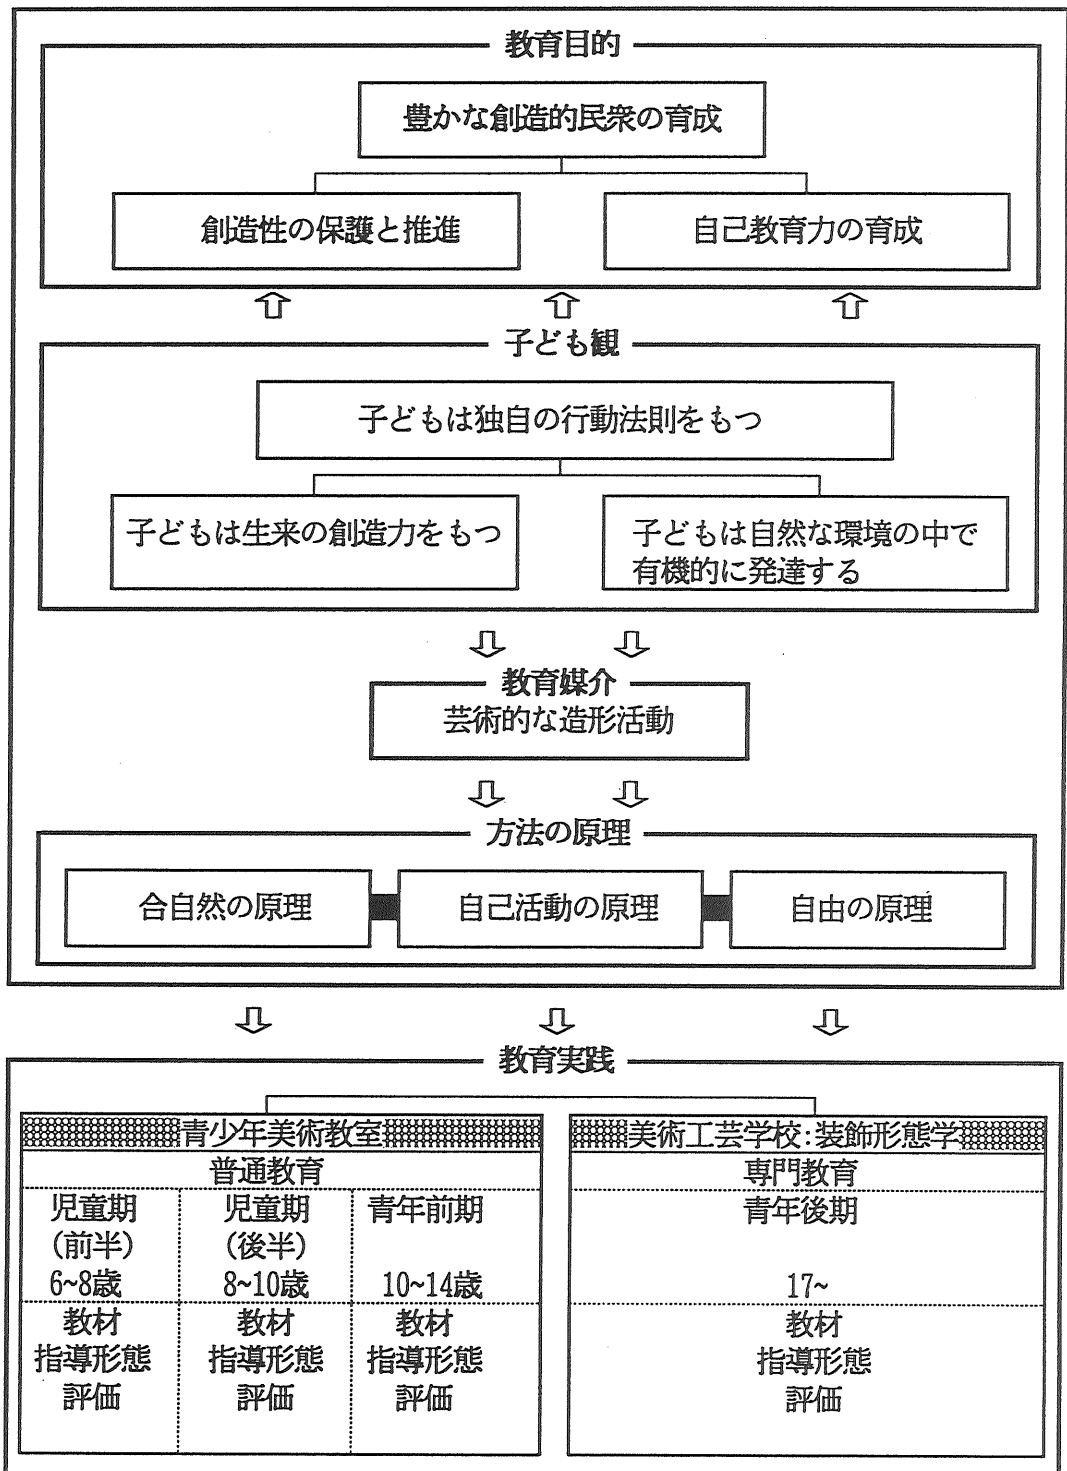 教育目的
豊かな創造的民衆の育成
創造性の保護と推進
自己教育力の育成
子ども観
子どもは独自の行動法則をもつ
子どもは生来の創造力をもつ
子どもは自然な環境の中で
有機的に発達する
教育媒介
芸術的な造形活動
方法の原理
合自然の原理
自己活動の原理
自由の原理
教育実践
青少年美術教室
普通教育
児童期
(前半)
6~8歳
児童期
(後半)
8~10歳
青年前期
10~14歳
教材
指導形態
評価
教材
指導形態
評価
教材
指導形態
評価
美術工芸学校:装飾形態学
専門教育
青年後期
17~
教材
指導形態
評価